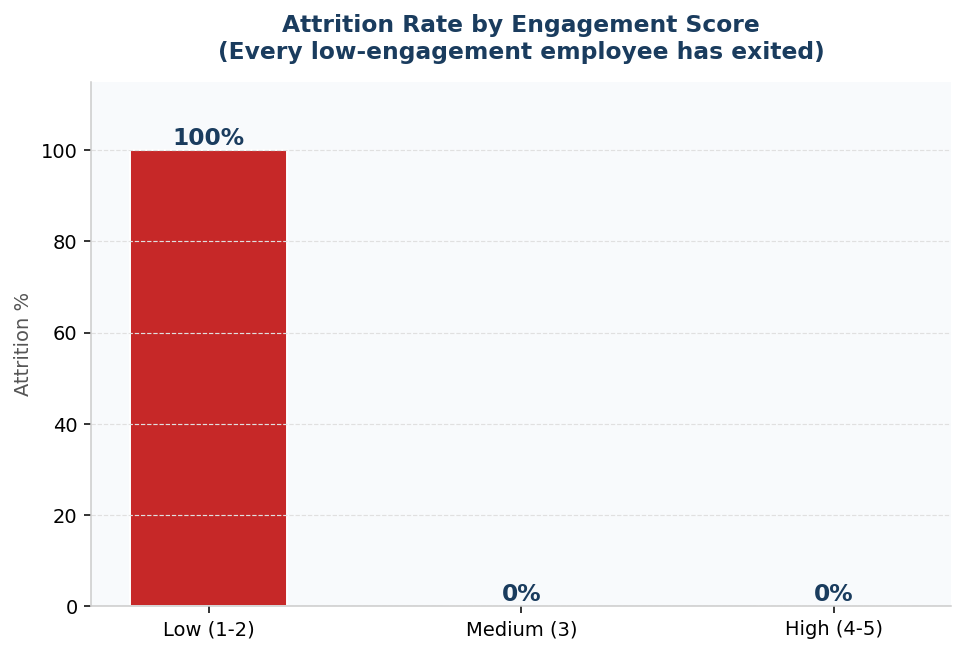 Attrition Rate by Engagement Score
(Every low-engagement employee has exited)
Attrition %
100
80
60
40
20
0
100%
0%
0%
Low (1-2)
Medium (3)
High (4-5)